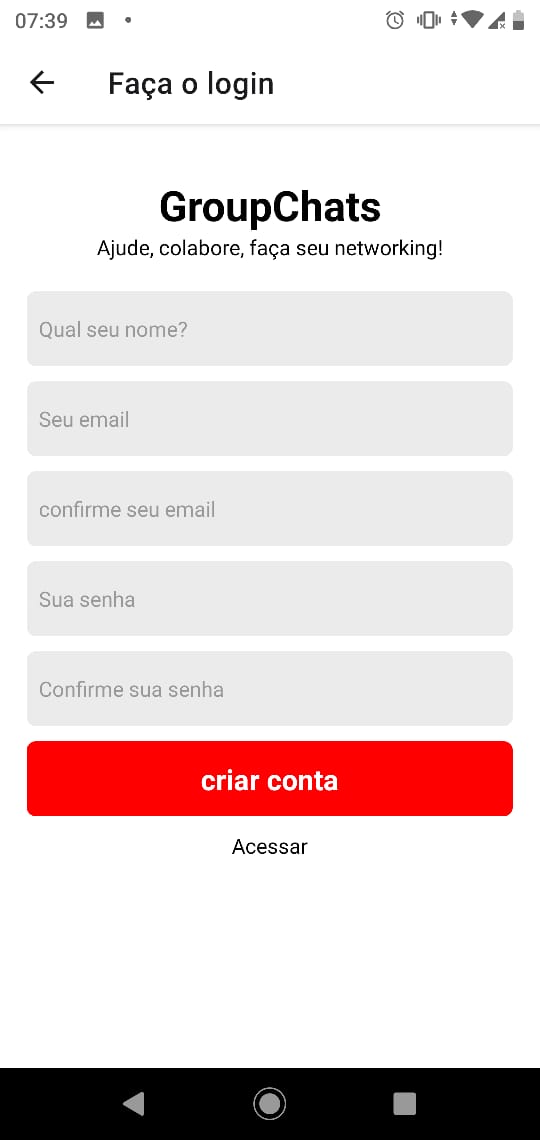 07:39
Faça o login
GroupChats
Ajude, colabore, faça seu networking!
Qual seu nome?
Seu email
confirme seu email
Sua senha
Confirme sua senha
criar conta
Acessar